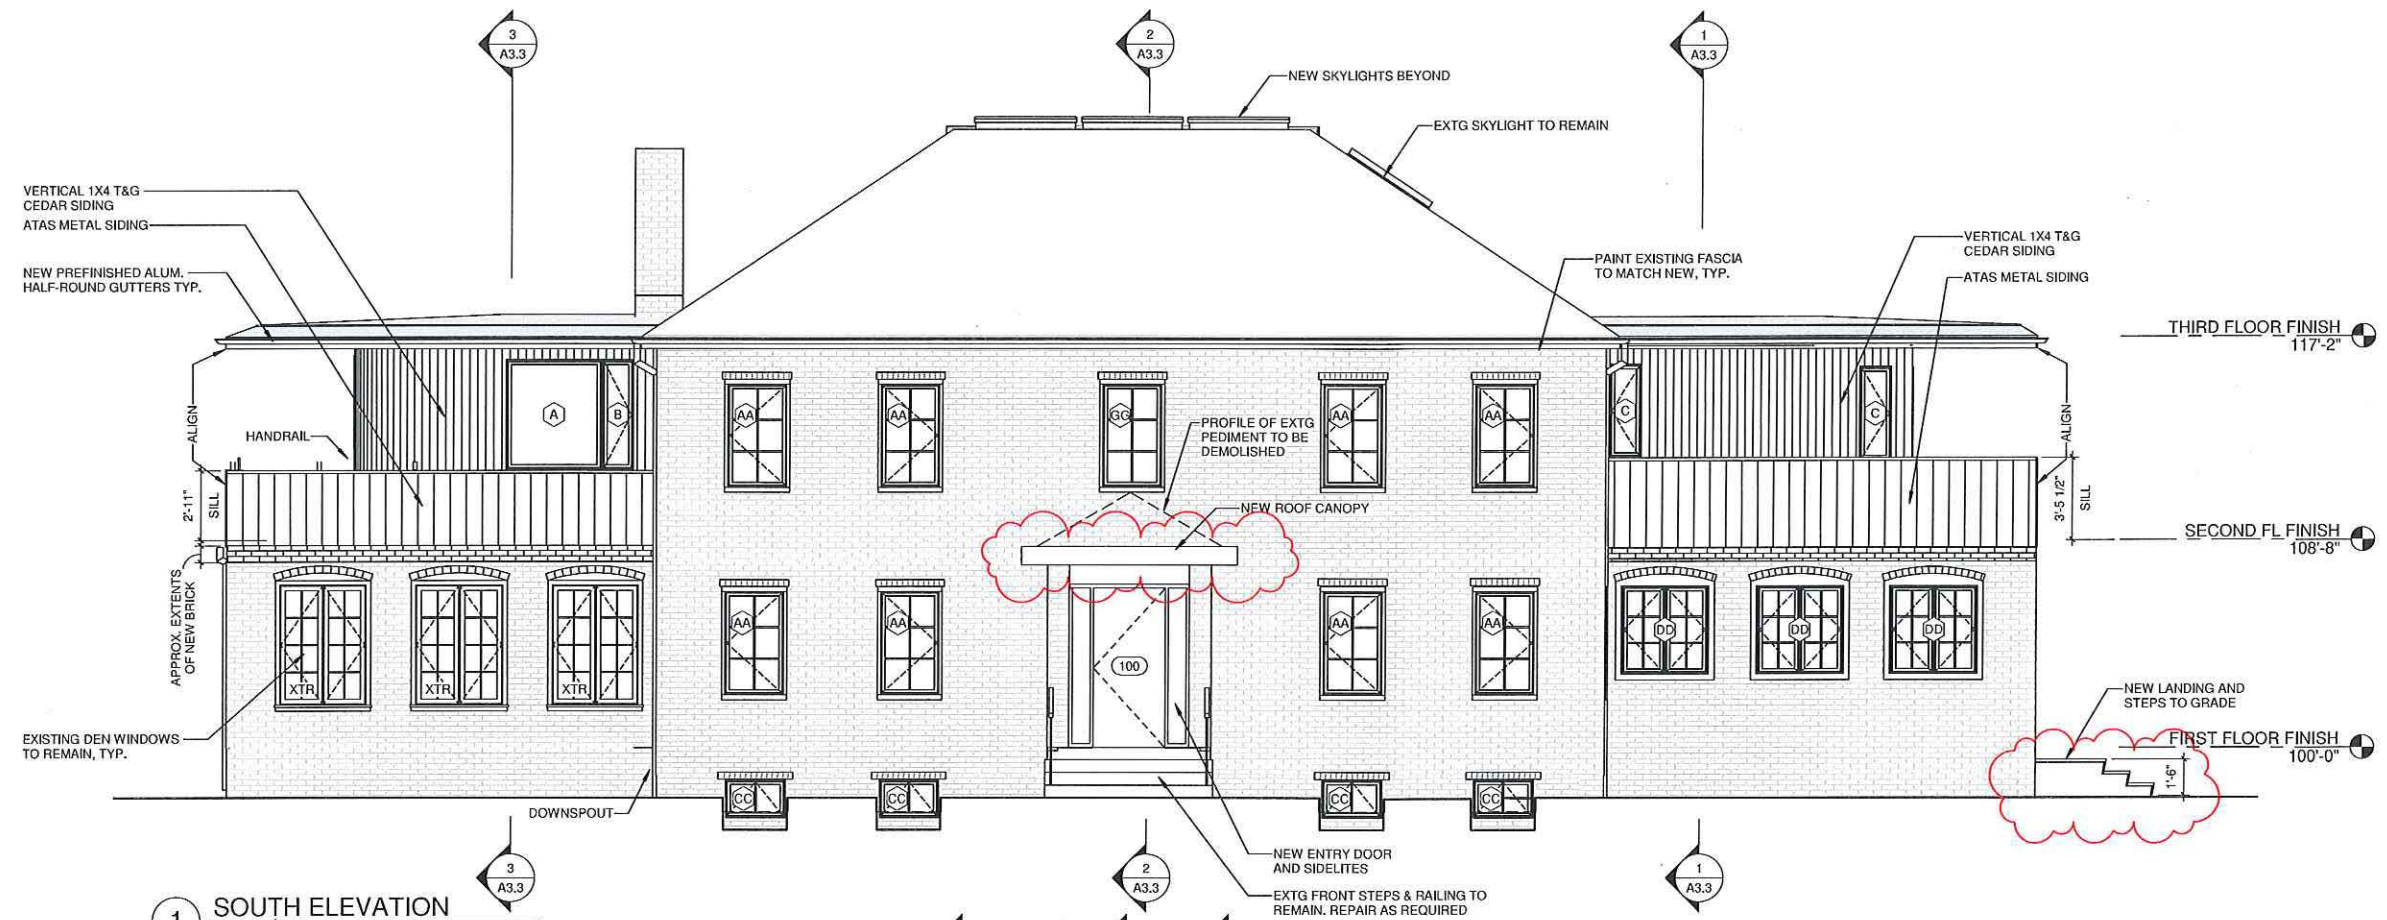 3
A3.3
2
A3.3
1
A3.3
NEW SKYLIGHTS BEYOND
EXTG SKYLIGHT TO REMAIN
VERTICAL 1X4 T&G
CEDAR SIDING
ATAS METAL SIDING
NEW PREFINISHED ALUM.
HALF-ROUND GUTTERS TYP.
PAINT EXISTING FASCIA
TO MATCH NEW, TYP.
VERTICAL 1X4 T&G
CEDAR SIDING
ATAS METAL SIDING
THIRD FLOOR FINISH
117'-2"
ALIGN
HANDRAIL
A
B
AA
AA
GG
AA
AA
C
C
ALIGN
PROFILE OF EXTG
PEDIMENT TO BE
DEMOLISHED
2'-11"
SILL
NEW ROOF CANOPY
3'-5 1/2"
SILL
SECOND FL FINISH
108'-8"
APPROX. EXTENTS
OF NEW BRICK
AA
AA
AA
AA
DD
DD
DD
100
XTR
XTR
XTR
EXISTING DEN WINDOWS
TO REMAIN, TYP.
NEW LANDING AND
STEPS TO GRADE
FIRST FLOOR FINISH
100'-0"
1'-6"
CC
CC
CC
CC
DOWNSPOUT
NEW ENTRY DOOR
AND SIDELITES
EXTG FRONT STEPS & RAILING TO
REMAIN. REPAIR AS REQUIRED
3
A3.3
2
A3.3
1
A3.3
1
SOUTH ELEVATION